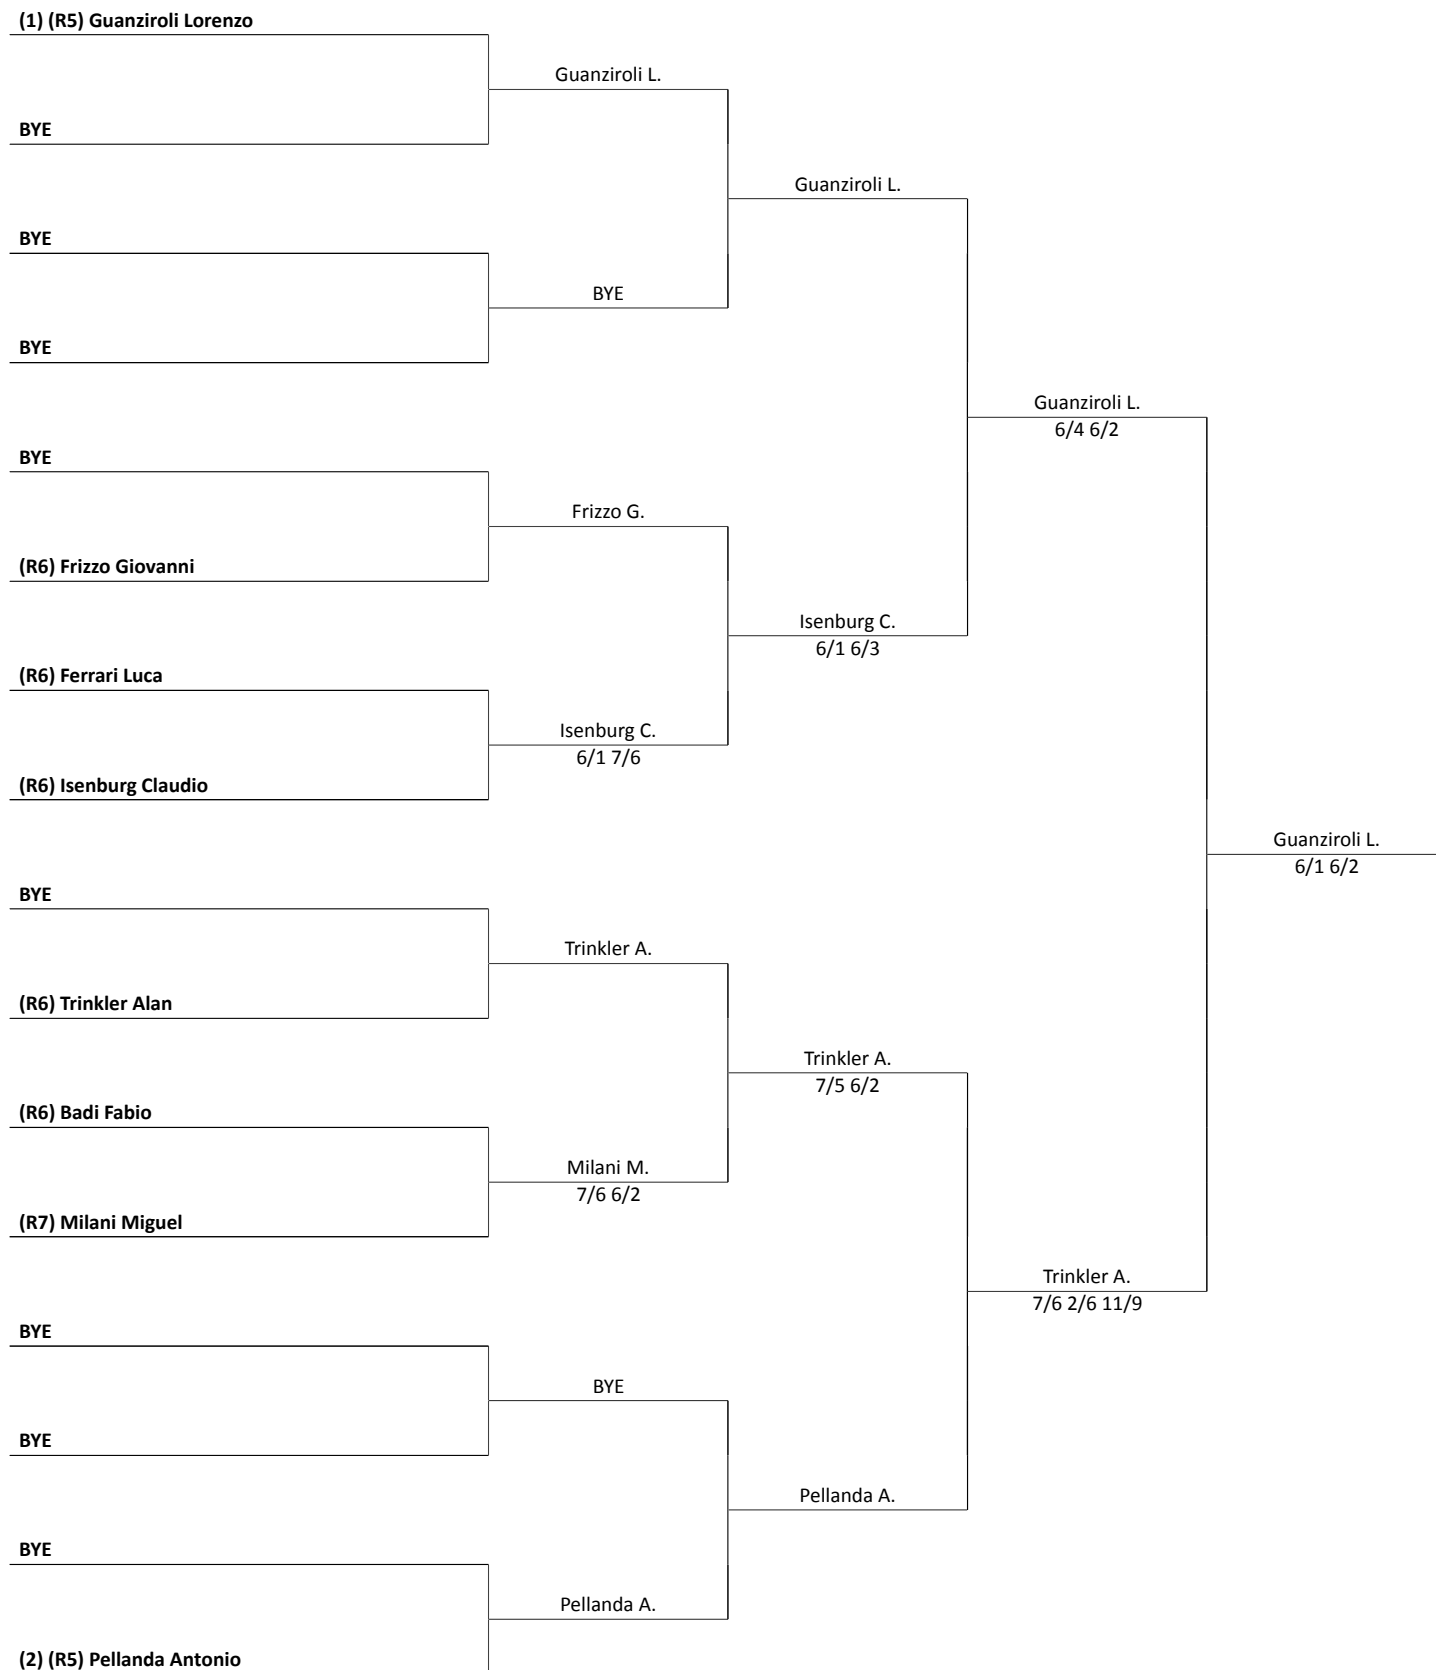 (1) (R5) Guanziroli Lorenzo
Guanziroli L.
BYE
Guanziroli L.
BYE
BYE
BYE
Guanziroli L.
6/4 6/2
BYE
Frizzo G.
(R6) Frizzo Giovanni
Isenburg C.
6/1 6/3
(R6) Ferrari Luca
Isenburg C.
6/1 7/6
(R6) Isenburg Claudio
Guanziroli L.
6/1 6/2
BYE
Trinkler A.
(R6) Trinkler Alan
Trinkler A.
7/5 6/2
(R6) Badi Fabio
Milani M.
7/6 6/2
(R7) Milani Miguel
Trinkler A.
7/6 2/6 11/9
BYE
BYE
BYE
Pellanda A.
BYE
Pellanda A.
(2) (R5) Pellanda Antonio